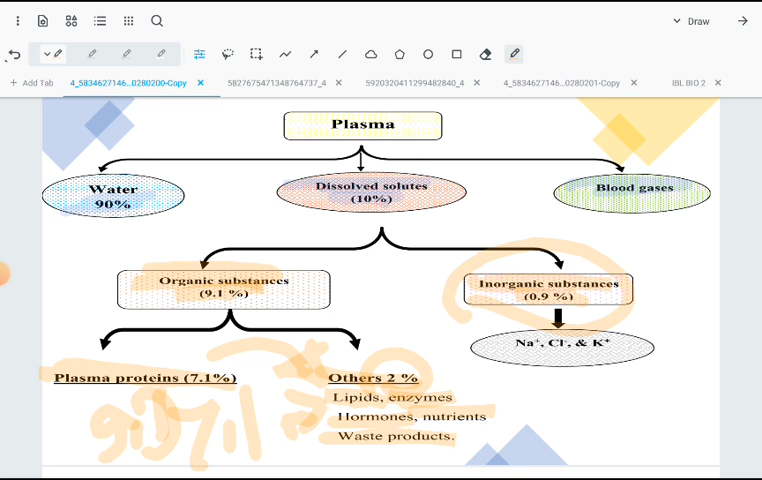 Draw
Add Tab
4_5834627146..0280200-Copy
5827675471348764737_4
5920320411299482840_4
4_5834627146..0280201-Copy
IBL BIO 2
Plasma
Water
90%
Dissolved solutes
(10%)
Blood gases
Organic substances
(9.1 %)
Inorganic substances
(0.9 %)
Na+, Cl-, & K+
Plasma proteins (7.1%)
Others 2 %
Lipids, enzymes
Hormones, nutrients
Waste products.